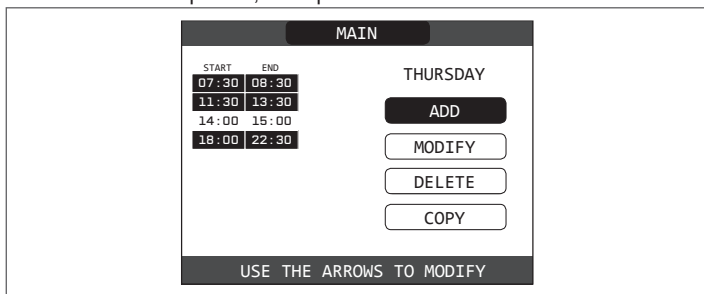 MAIN
START END
07:30 08:30
11:30 13:30
14:00 15:00
18:00 22:30
THURSDAY
ADD
MODIFY
DELETE
COPY
USE THE ARROWS TO MODIFY